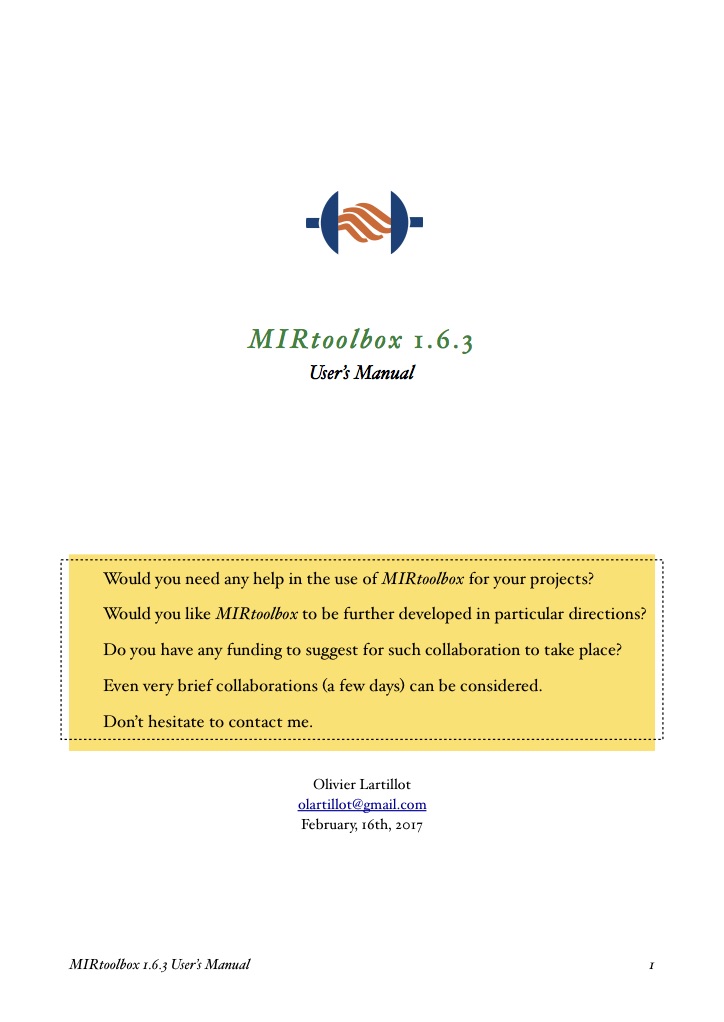 MIRtoolbox 1.6.3
User's Manual
Would you need any help in the use of MIRtoolbox for your projects?
Would you like MIRtoolbox to be further developed in particular directions?
Do you have any funding to suggest for such collaboration to take place?
Even very brief collaborations (a few days) can be considered.
Don't hesitate to contact me.
Olivier Lartillot
olartillot@gmail.com
February, 16th, 2017
MIRtoolbox 1.6.3 User's Manual 1